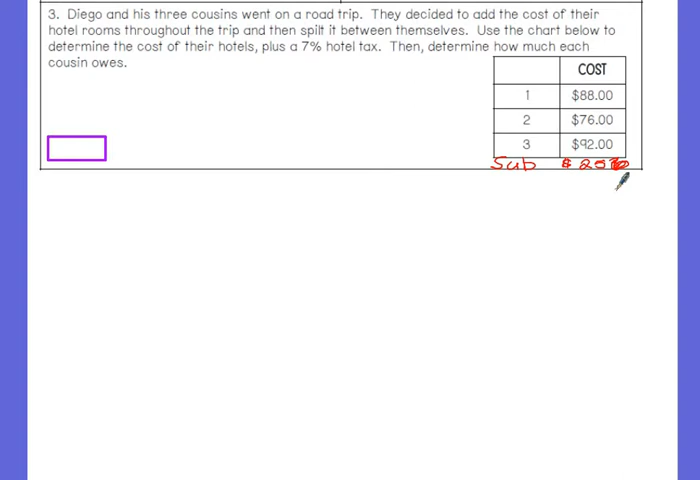 3. Diego and his three cousins went on a road trip. They decided to add the cost of their
hotel rooms throughout the trip and then spilt it between themselves. Use the chart below to
determine the cost of their hotels, plus a 7% hotel tax. Then, determine how much each
cousin owes.
COST
1 $88.00
2 $76.00
3 $92.00
Sub